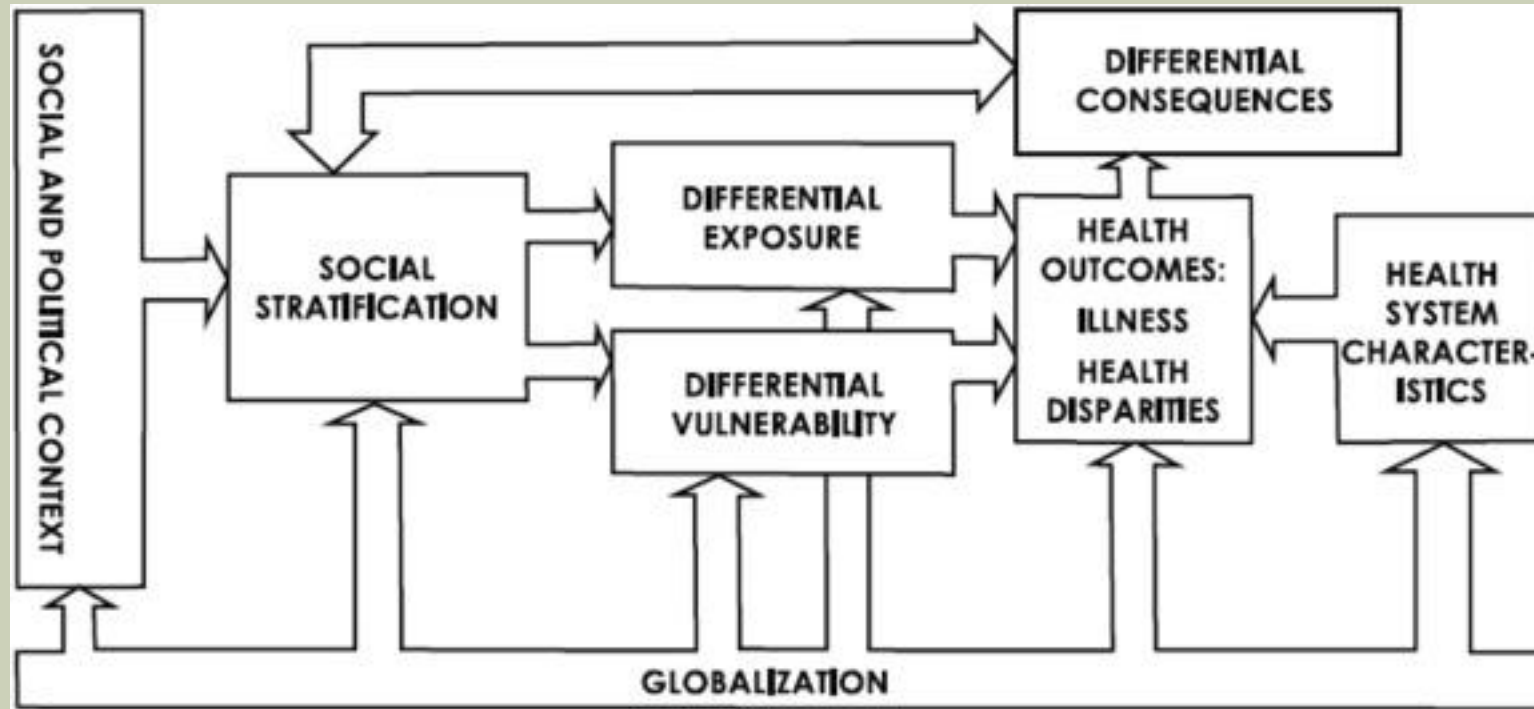 SOCIAL AND POLITICAL CONTEXT
DIFFERENTIAL
CONSEQUENCES
SOCIAL
STRATIFICATION
DIFFERENTIAL
EXPOSURE
DIFFERENTIAL
VULNERABILITY
HEALTH
OUTCOMES:
ILLNESS
HEALTH
DISPARITIES
HEALTH
SYSTEM
CHARACTER-
ISTICS
GLOBALIZATION